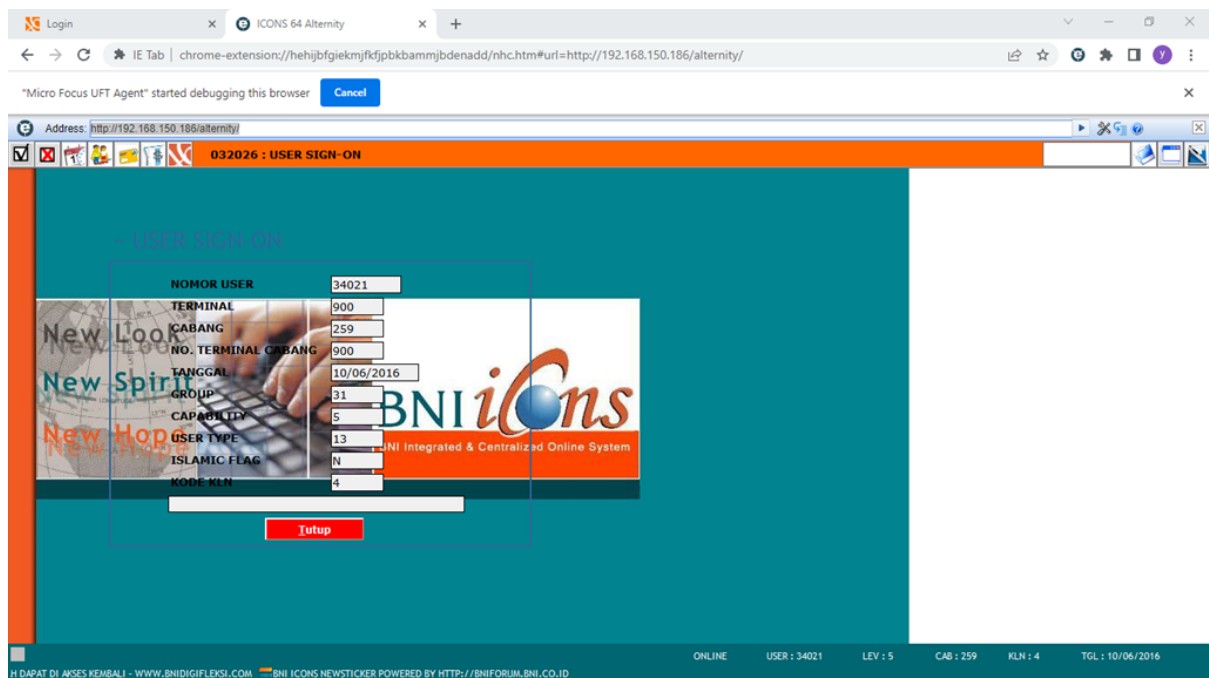 Login
ICONS 64 Alternity
IE Tab | chrome-extension://hehijbfgiekmjfkfjpbkbammjbdenadd/nhc.htm#url=http://192.168.150.186/alternity/
"Micro Focus UFT Agent" started debugging this browser Cancel
Address: http://192.168.150.186/alternity/
032026 : USER SIGN-ON
- USER SIGN-ON
NOMOR USER 34021
TERMINAL 900
CABANG 259
NO. TERMINAL CABANG 900
TANGGAL 10/06/2016
GROUP 31
CAPABILITY 5
USER TYPE 13
ISLAMIC FLAG N
KODE KLN 4
Tutup
New Look
New Spirit
New Hope
BNI icons
BNI Integrated & Centralized Online System
ONLINE USER : 34021 LEV : 5 CAB : 259 KLN : 4 TGL : 10/06/2016
H DAPAT DI AKSES KEMBALI - WWW.BNIDIGIFLEKSI.COM BNI ICONS NEWSTICKER POWERED BY HTTP://BNIFORUM.BNI.CO.ID